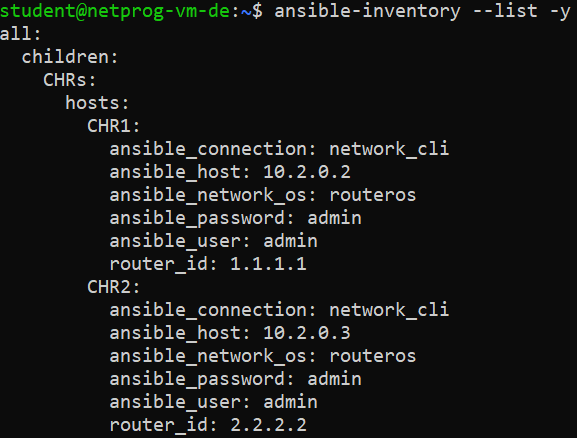 student@netprog-vm-de:~$ ansible-inventory --list -y
all:
  children:
    CHRs:
      hosts:
        CHR1:
          ansible_connection: network_cli
          ansible_host: 10.2.0.2
          ansible_network_os: routeros
          ansible_password: admin
          ansible_user: admin
          router_id: 1.1.1.1
        CHR2:
          ansible_connection: network_cli
          ansible_host: 10.2.0.3
          ansible_network_os: routeros
          ansible_password: admin
          ansible_user: admin
          router_id: 2.2.2.2